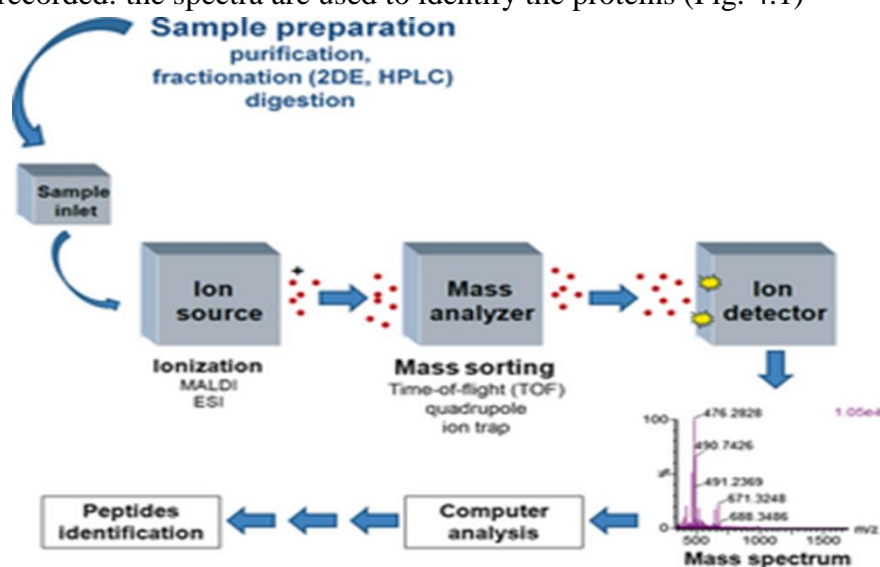 recorded. the spectra are used to identify the proteins (Fig. 4.1)
Sample preparation
purification,
fractionation (2DE, HPLC)
digestion
Sample
inlet
Ion
source
Mass
analyzer
Ion
detector
Ionization
MALDI
ESI
Mass sorting
Time-of-flight (TOF)
quadrupole
ion trap
100
%
0
476.2828
490.7426
491.2369
671.3248
688.3486
1.05e4
500
1000
1500
m/z
Mass spectrum
Computer
analysis
Peptides
identification